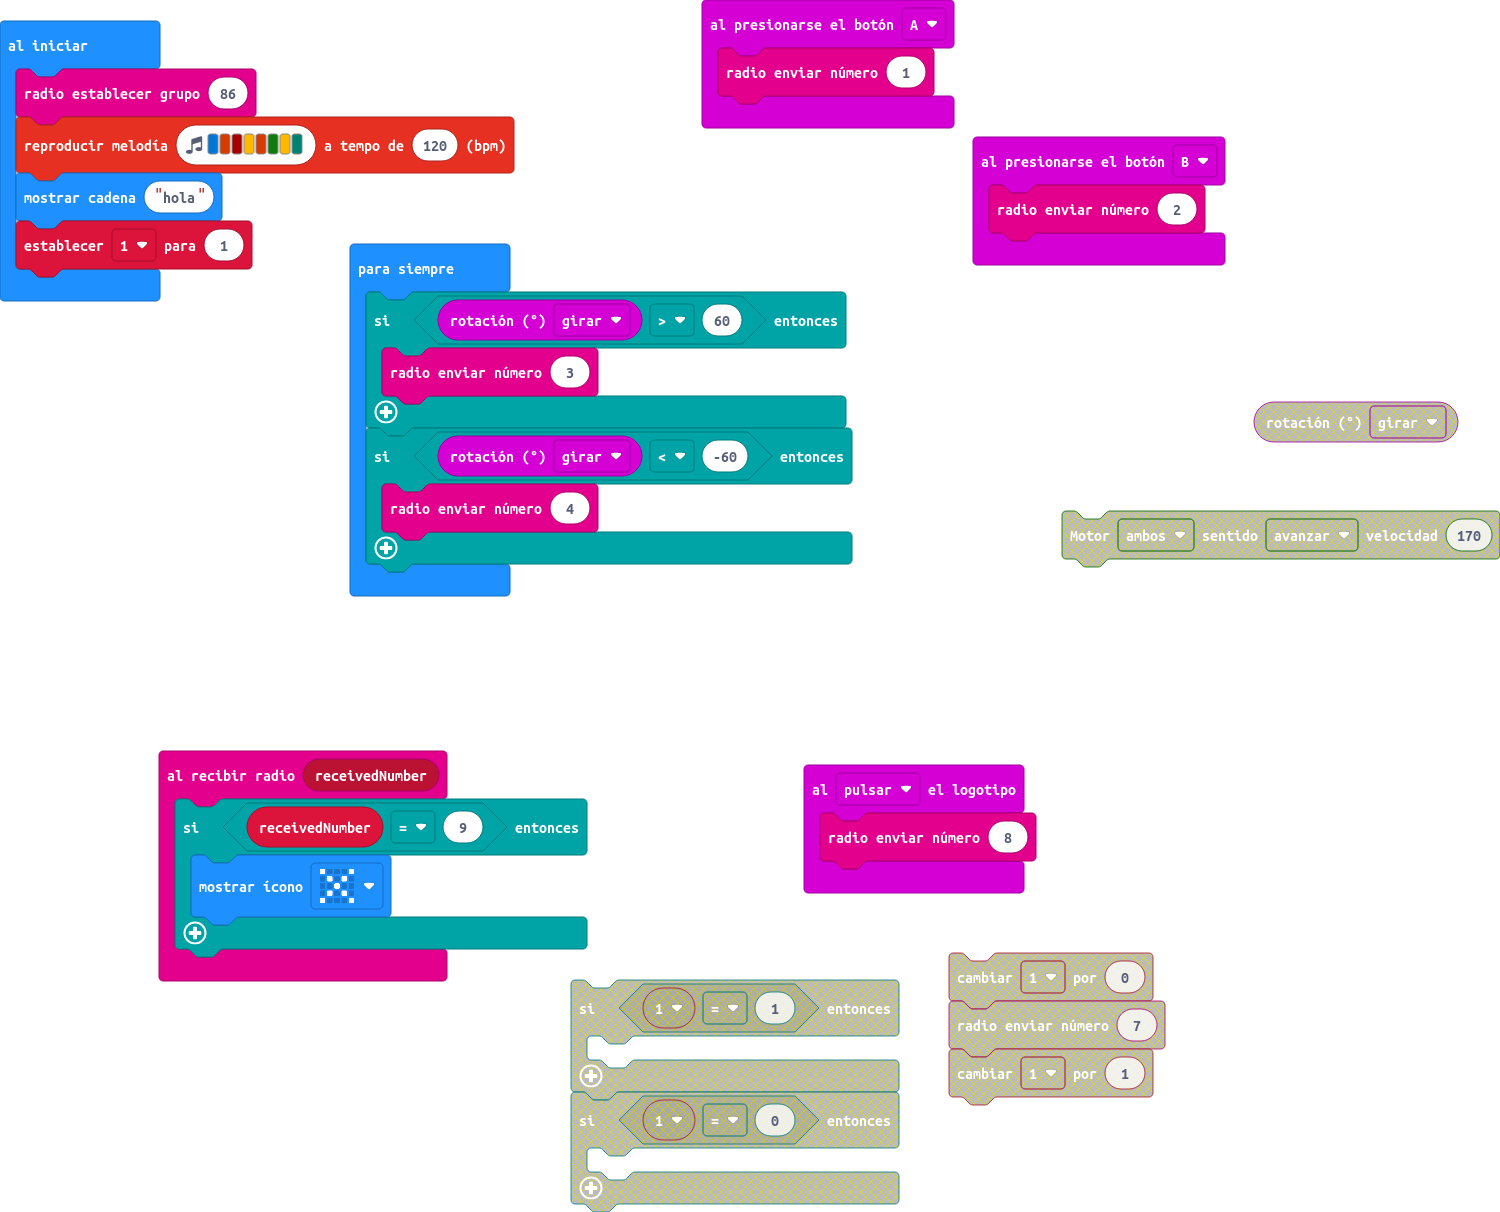 al iniciar
radio establecer grupo 86
reproducir melodía a tempo de 120 (bpm)
mostrar cadena "hola"
establecer 1 para 1
al presionarse el botón A
radio enviar número 1
al presionarse el botón B
radio enviar número 2
para siempre
si rotación (°) girar > 60 entonces
radio enviar número 3
si rotación (°) girar < -60 entonces
radio enviar número 4
rotación (°) girar
Motor ambos sentido avanzar velocidad 170
al recibir radio receivedNumber
si receivedNumber = 9 entonces
mostrar ícono
al pulsar el logotipo
radio enviar número 8
si 1 = 1 entonces
si 1 = 0 entonces
cambiar 1 por 0
radio enviar número 7
cambiar 1 por 1